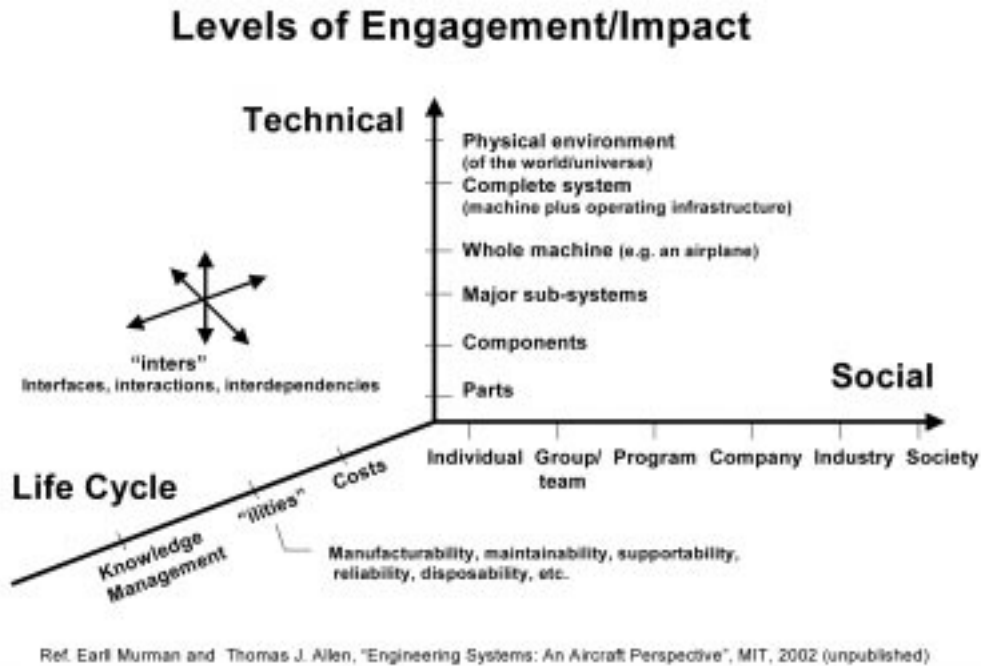 Levels of Engagement/Impact
Technical
Physical environment
(of the world/universe)
Complete system
(machine plus operating infrastructure)
Whole machine (e.g. an airplane)
Major sub-systems
Components
Parts
"inters"
Interfaces, interactions, interdependencies
Social
Individual Group/ Program Company Industry Society
team
Life Cycle
Costs
"ilities"
Knowledge
Management
Manufacturability, maintainability, supportability,
reliability, disposability, etc.
Ref. Earll Murman and Thomas J. Allen, "Engineering Systems: An Aircraft Perspective", MIT, 2002 (unpublished)